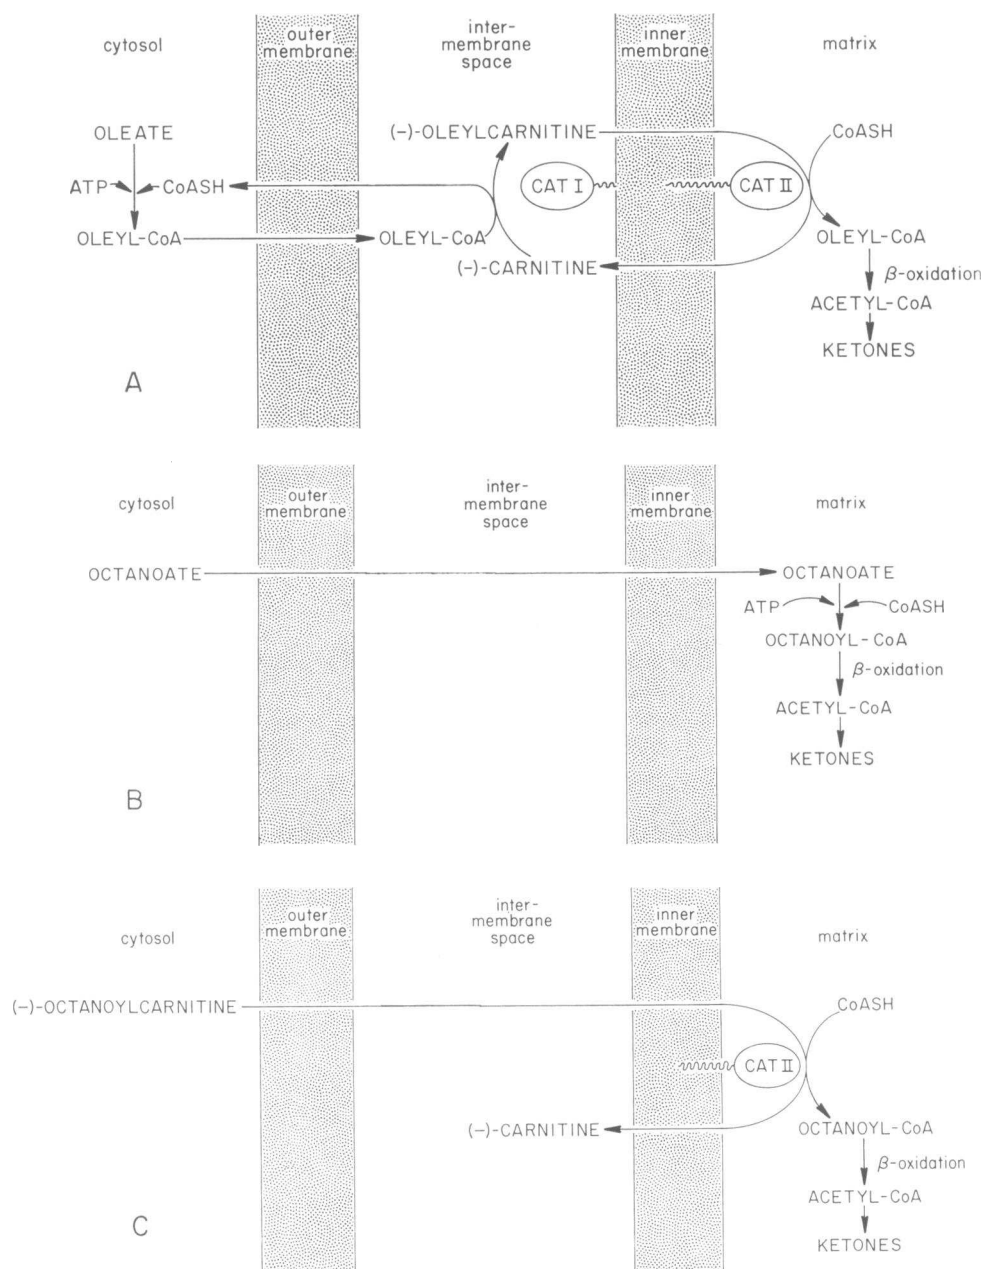 cytosol
outer
membrane
inter-
membrane
space
inner
membrane
matrix
OLEATE
ATP
CoASH
OLEYL-CoA
OLEYL-CoA
(-)-OLEYLCARNITINE
CAT I
(-)-CARNITINE
CAT II
CoASH
OLEYL-CoA
β-oxidation
ACETYL-CoA
KETONES
A
cytosol
outer
membrane
inter-
membrane
space
inner
membrane
matrix
OCTANOATE
OCTANOATE
ATP
CoASH
OCTANOYL-CoA
β-oxidation
ACETYL-CoA
KETONES
B
cytosol
outer
membrane
inter-
membrane
space
inner
membrane
matrix
(-)-OCTANOYLCARNITINE
CoASH
CAT II
(-)-CARNITINE
OCTANOYL-CoA
β-oxidation
ACETYL-CoA
KETONES
C